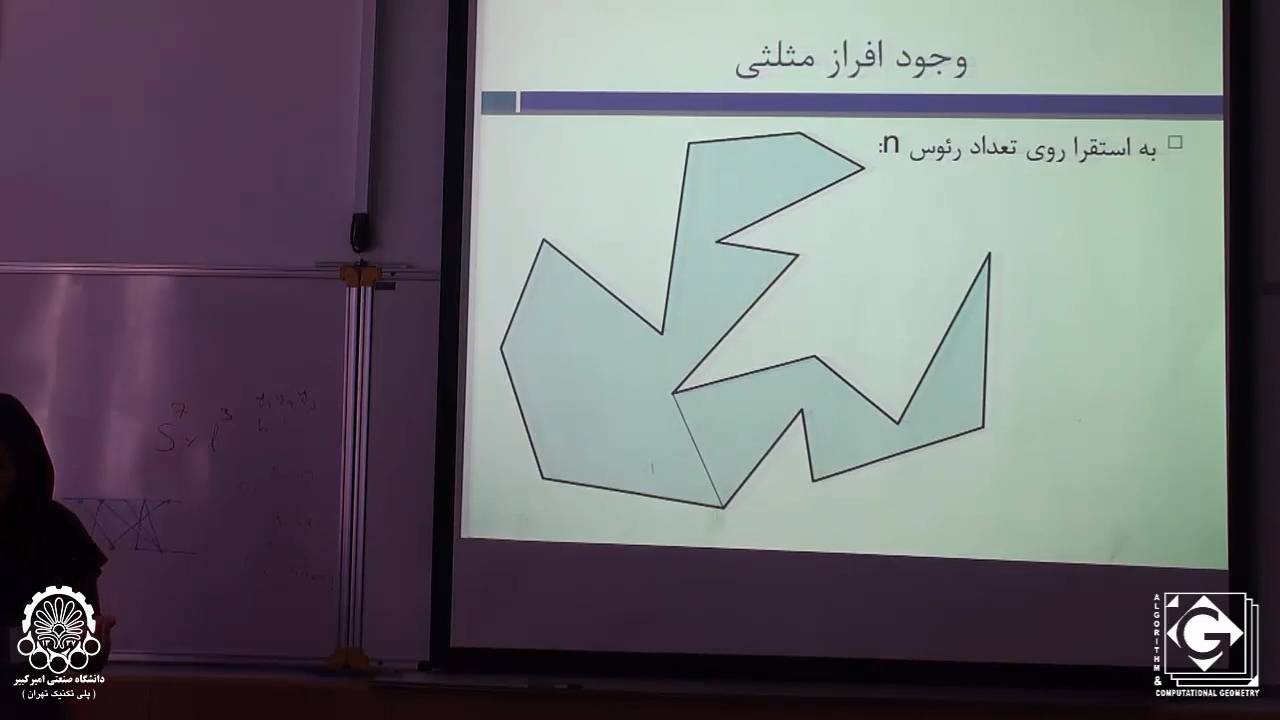 وجود افراز مثلثی
به استقرا روی تعداد رئوس n:
دانشگاه صنعتی امیرکبیر
( پلی تکنیک تهران )
ALGORITHM &
COMPUTATIONAL GEOMETRY